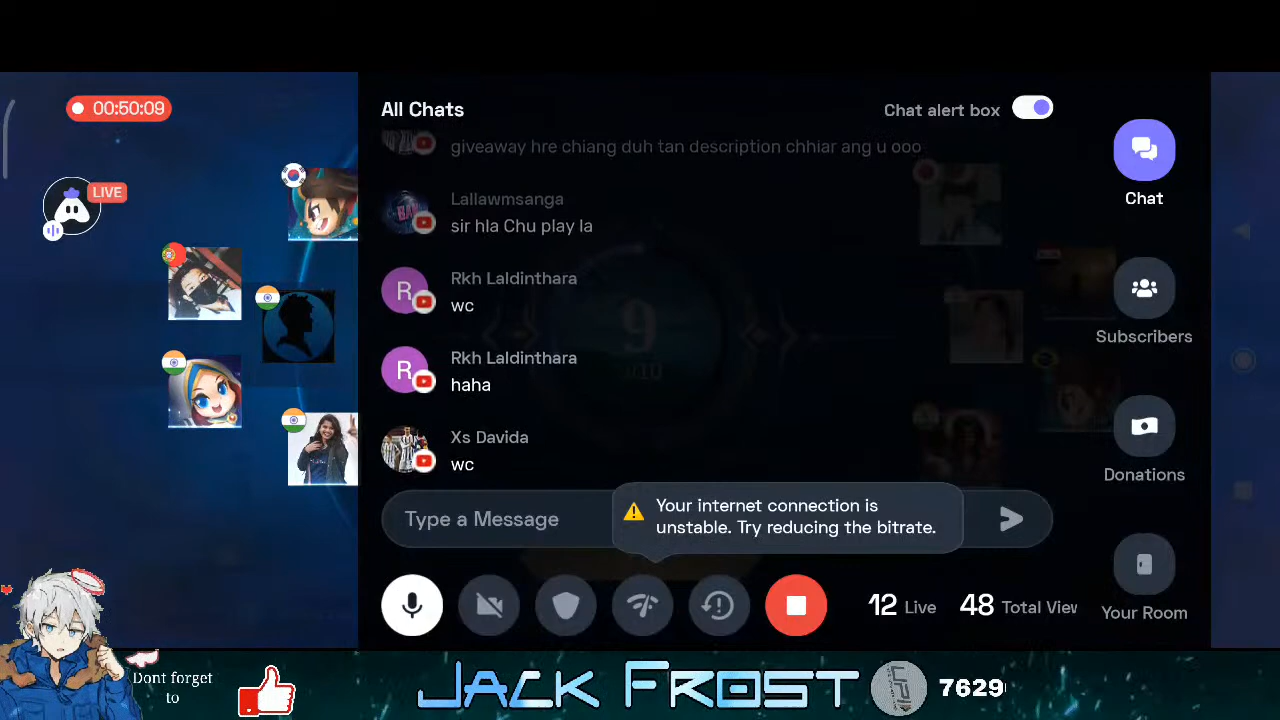 00:50:09
All Chats
Chat alert box
giveaway hre chiang duh tan description chhiar ang u ooo
LIVE
Chat
Lallawmsanga
sir hla Chu play la
Rkh Laldinthara
R
wc
Subscribers
9
Rkh Laldinthara
R
haha
Xs Davida
wc
Donations
Type a Message
Your internet connection is
unstable. Try reducing the bitrate.
12 Live
48 Total View
Your Room
Dont forget
to
JACK FROST
UPI
7629